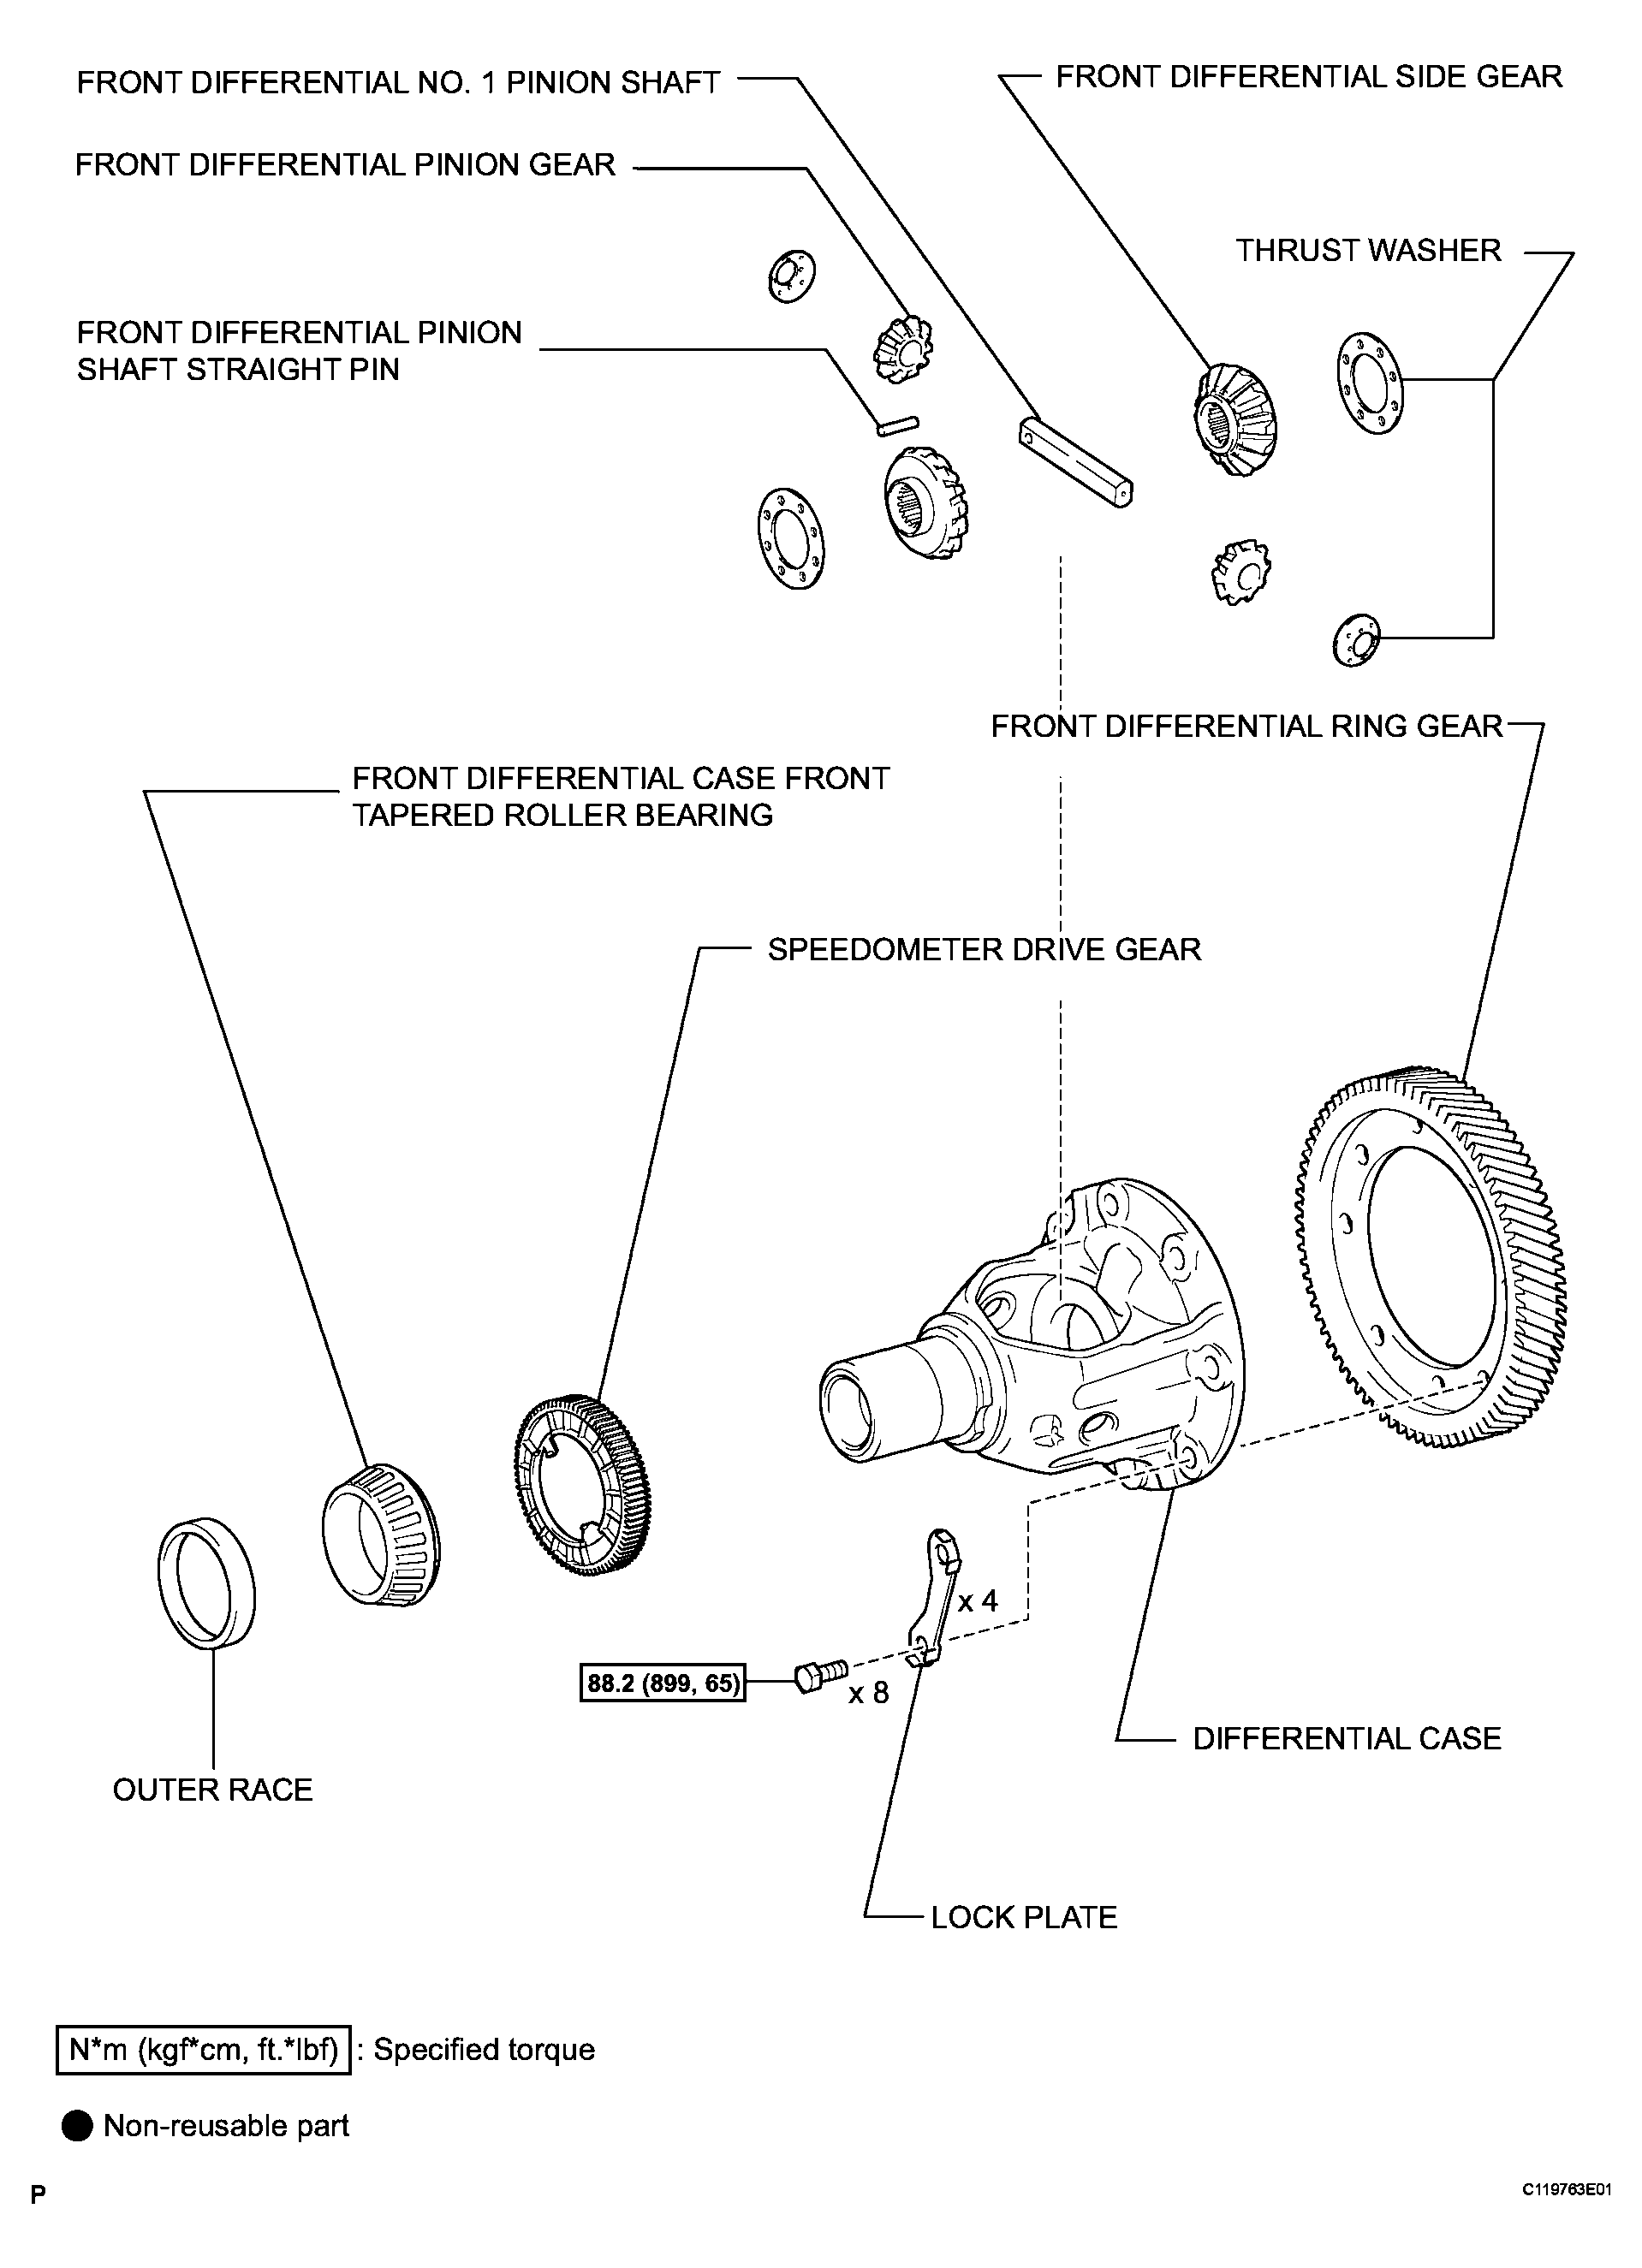 FRONT DIFFERENTIAL NO. 1 PINION SHAFT
FRONT DIFFERENTIAL SIDE GEAR
FRONT DIFFERENTIAL PINION GEAR
THRUST WASHER
FRONT DIFFERENTIAL PINION
SHAFT STRAIGHT PIN
FRONT DIFFERENTIAL RING GEAR
FRONT DIFFERENTIAL CASE FRONT
TAPERED ROLLER BEARING
SPEEDOMETER DRIVE GEAR
x 4
88.2 (899, 65)
x 8
DIFFERENTIAL CASE
OUTER RACE
LOCK PLATE
N*m (kgf*cm, ft.*lbf) : Specified torque
Non-reusable part
P
C119763E01